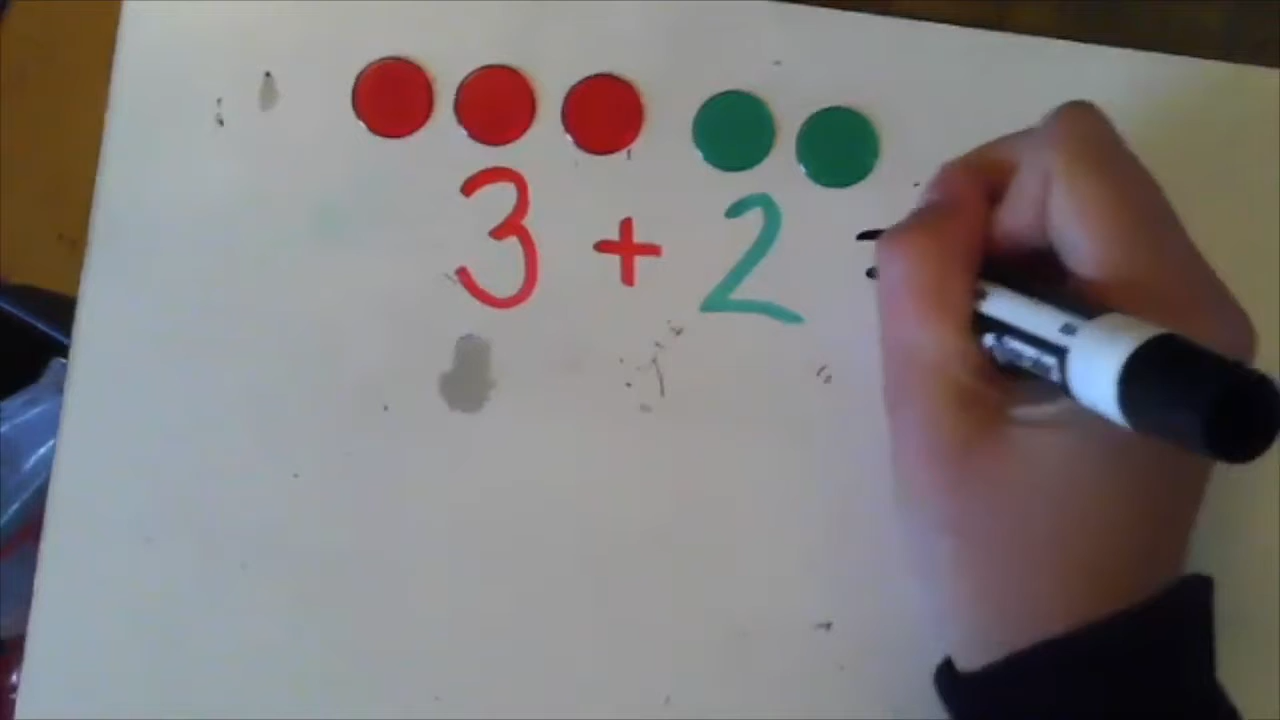 3 + 2 =